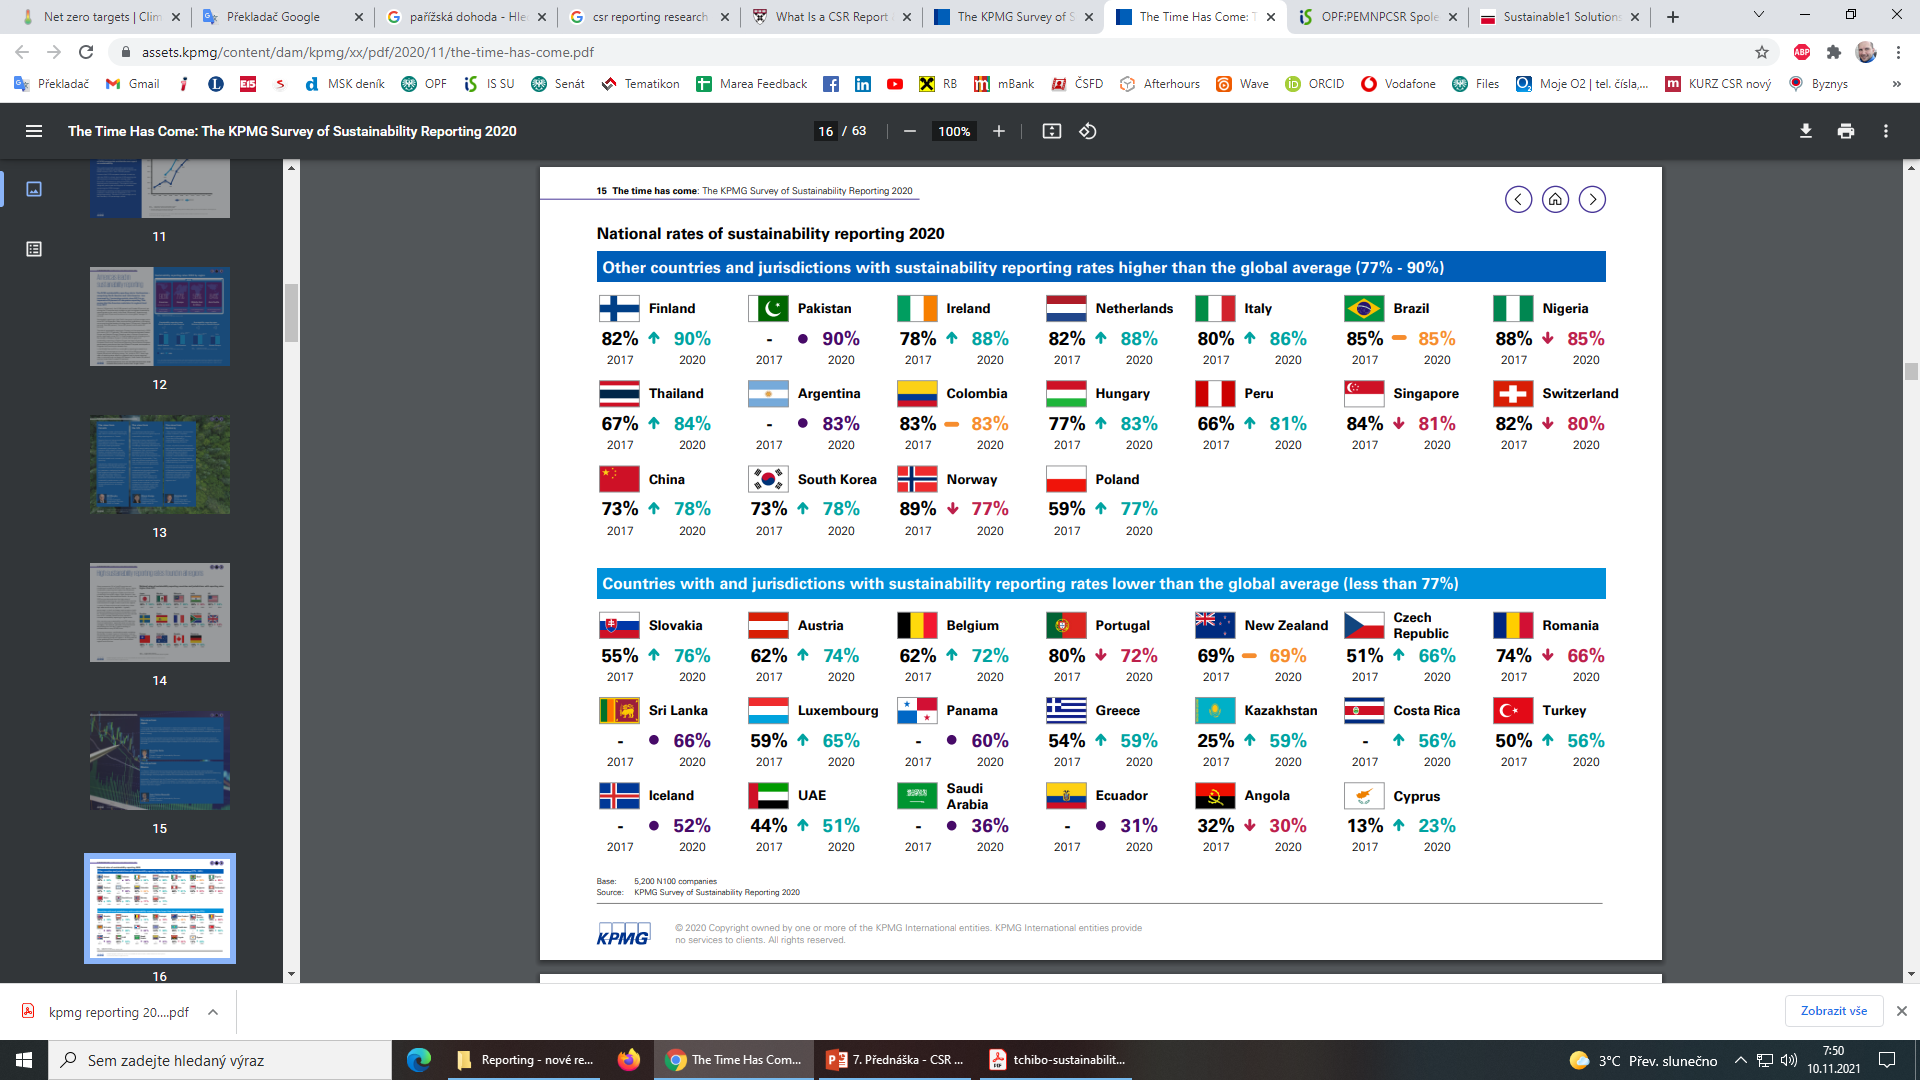 Net zero targets | Clim
Překladač Google
pařížská dohoda - Hle
csr reporting research
What Is a CSR Report
The KPMG Survey of S
The Time Has Come: T
OPF:PEMNPCSR Spole
Sustainable1 Solutions
assets.kpmg/content/dam/kpmg/xx/pdf/2020/11/the-time-has-come.pdf
ABP
Překladač Gmail MSK deník OPF IS SU Senát Tematikon Marea Feedback RB mBank ČSFD Afterhours Wave ORCID Vodafone Files Moje O2 | tel. čísla,... KURZ CSR nový Byznys »
The Time Has Come: The KPMG Survey of Sustainability Reporting 2020
16 / 63
100%
11
12
13
14
15
16
15 The time has come: The KPMG Survey of Sustainability Reporting 2020
National rates of sustainability reporting 2020
Other countries and jurisdictions with sustainability reporting rates higher than the global average (77% - 90%)
Finland Pakistan Ireland Netherlands Italy Brazil Nigeria
82% 90% - 90% 78% 88% 82% 88% 80% 86% 85% 85% 88% 85%
2017 2020 2017 2020 2017 2020 2017 2020 2017 2020 2017 2020 2017 2020
Thailand Argentina Colombia Hungary Peru Singapore Switzerland
67% 84% - 83% 83% 83% 77% 83% 66% 81% 84% 81% 82% 80%
2017 2020 2017 2020 2017 2020 2017 2020 2017 2020 2017 2020 2017 2020
China South Korea Norway Poland
73% 78% 73% 78% 89% 77% 59% 77%
2017 2020 2017 2020 2017 2020 2017 2020
Countries with and jurisdictions with sustainability reporting rates lower than the global average (less than 77%)
Slovakia Austria Belgium Portugal New Zealand Czech Republic Romania
55% 76% 62% 74% 62% 72% 80% 72% 69% 69% 51% 66% 74% 66%
2017 2020 2017 2020 2017 2020 2017 2020 2017 2020 2017 2020 2017 2020
Sri Lanka Luxembourg Panama Greece Kazakhstan Costa Rica Turkey
- 66% 59% 65% - 60% 54% 59% 25% 59% - 56% 50% 56%
2017 2020 2017 2020 2017 2020 2017 2020 2017 2020 2017 2020 2017 2020
Iceland UAE Saudi Arabia Ecuador Angola Cyprus
- 52% 44% 51% - 36% - 31% 32% 30% 13% 23%
2017 2020 2017 2020 2017 2020 2017 2020 2017 2020 2017 2020
Base: 5,200 N100 companies
Source: KPMG Survey of Sustainability Reporting 2020
KPMG
© 2020 Copyright owned by one or more of the KPMG International entities. KPMG International entities provide
no services to clients. All rights reserved.
kpmg reporting 20....pdf
Zobrazit vše
Sem zadejte hledaný výraz
Reporting - nové re...
The Time Has Com...
7. Přednáška - CSR ...
tchibo-sustainabilit...
3°C Přev. slunečno
7:50
10.11.2021